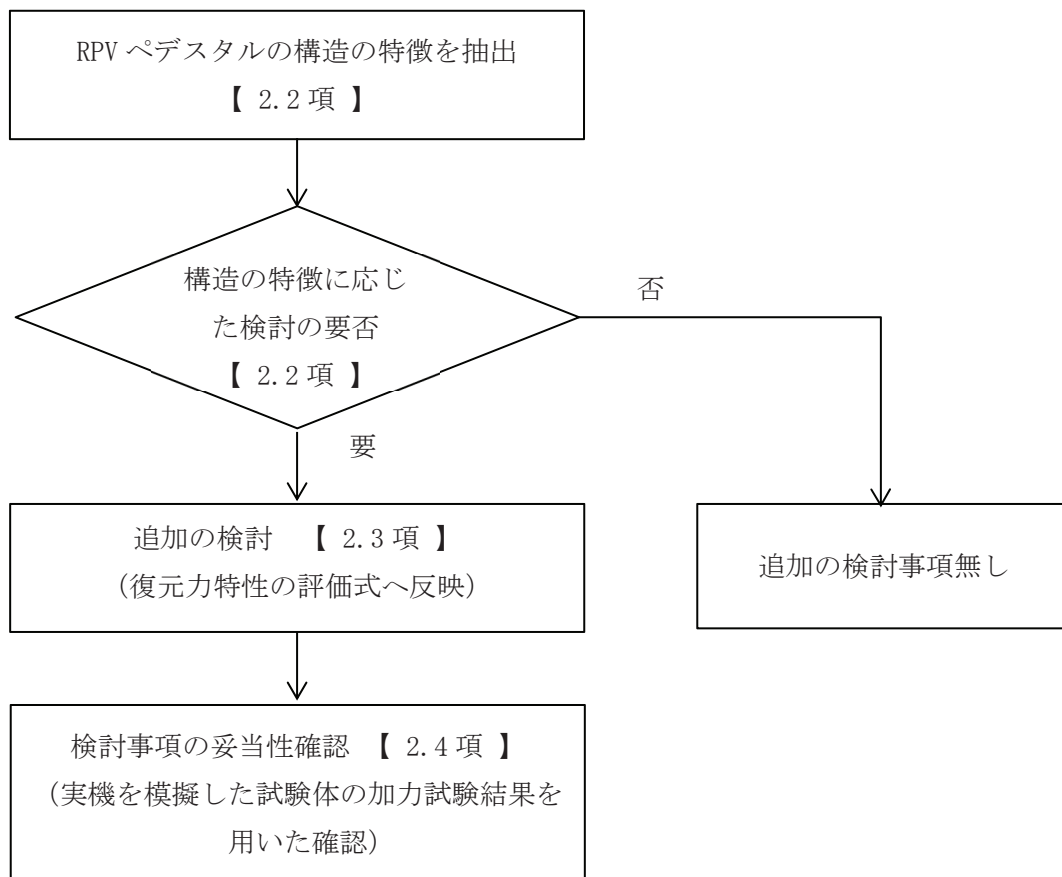 RPV ペデスタルの構造の特徴を抽出
【 2.2 項 】
構造の特徴に応じ
た検討の要否
【 2.2 項 】
否
要
追加の検討 【 2.3 項 】
（復元力特性の評価式へ反映）
追加の検討事項無し
検討事項の妥当性確認 【 2.4 項 】
（実機を模擬した試験体の加力試験結果を
用いた確認）